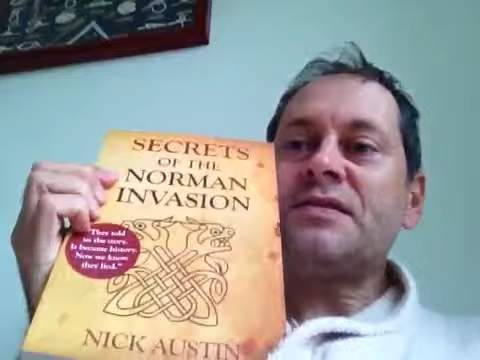 SECRETS
OF THE
NORMAN
INVASION
"They told
us the story.
It became history.
Now we know
they lied."
NICK AUSTIN